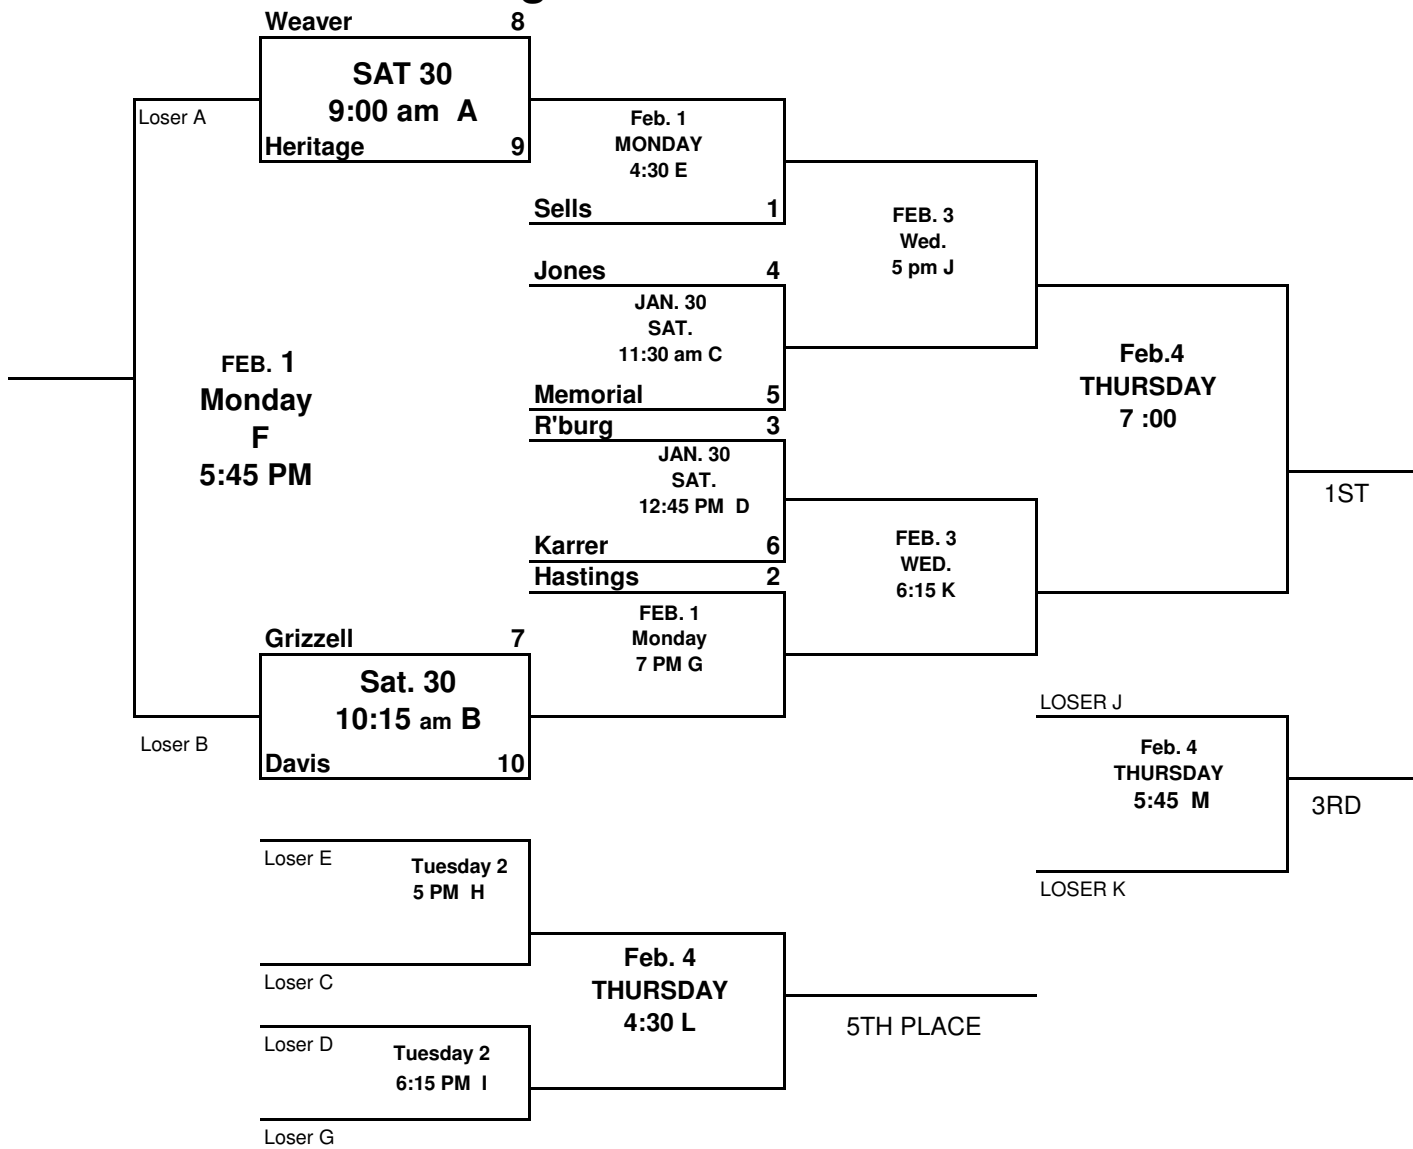 Weaver 8
SAT 30
9:00 am A
Loser A
Heritage 9
Feb. 1
MONDAY
4:30 E
Sells 1
FEB. 3
Wed.
5 pm J
Jones 4
JAN. 30
SAT.
11:30 am C
Memorial 5
Feb.4
THURSDAY
7 :00
FEB. 1
Monday
F
5:45 PM
R'burg 3
JAN. 30
SAT.
12:45 PM D
Karrer 6
1ST
Hastings 2
FEB. 3
WED.
6:15 K
FEB. 1
Monday
7 PM G
Grizzell 7
Sat. 30
10:15 am B
Loser B
Davis 10
LOSER J
Feb. 4
THURSDAY
5:45 M
3RD
LOSER K
Loser E
Tuesday 2
5 PM H
Loser C
Feb. 4
THURSDAY
4:30 L
5TH PLACE
Loser D
Tuesday 2
6:15 PM I
Loser G